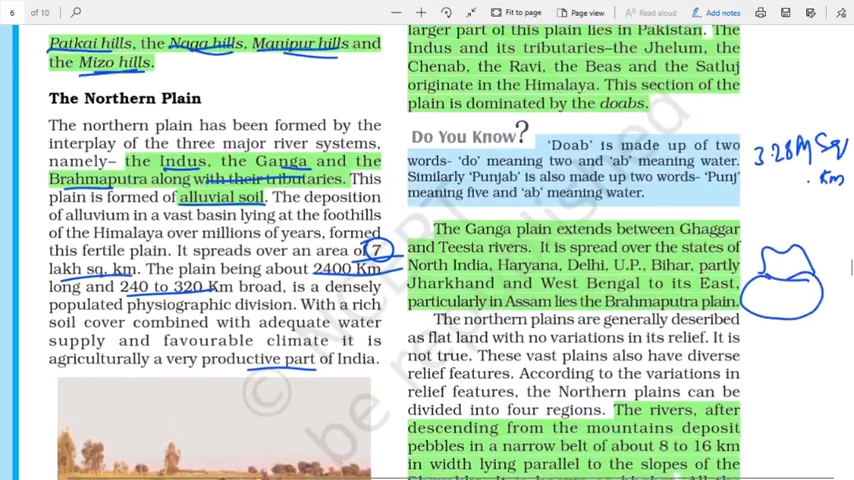 6 of 10
Fit to page
Page view
Read aloud
Add notes
Patkai hills, the Naga hills, Manipur hills and
the Mizo hills.
The Northern Plain
The northern plain has been formed by the
interplay of the three major river systems,
namely– the Indus, the Ganga and the
Brahmaputra along with their tributaries. This
plain is formed of alluvial soil. The deposition
of alluvium in a vast basin lying at the foothills
of the Himalaya over millions of years, formed
this fertile plain. It spreads over an area of 7
lakh sq. km. The plain being about 2400 Km
long and 240 to 320 Km broad, is a densely
populated physiographic division. With a rich
soil cover combined with adequate water
supply and favourable climate it is
agriculturally a very productive part of India.
larger part of this plain lies in Pakistan. The
Indus and its tributaries–the Jhelum, the
Chenab, the Ravi, the Beas and the Satluj
originate in the Himalaya. This section of the
plain is dominated by the doabs.
Do You Know?
'Doab' is made up of two
words- 'do' meaning two and 'ab' meaning water.
Similarly 'Punjab' is also made up two words- 'Punj'
meaning five and 'ab' meaning water.
The Ganga plain extends between Ghaggar
and Teesta rivers. It is spread over the states of
North India, Haryana, Delhi, U.P., Bihar, partly
Jharkhand and West Bengal to its East,
particularly in Assam lies the Brahmaputra plain.
The northern plains are generally described
as flat land with no variations in its relief. It is
not true. These vast plains also have diverse
relief features. According to the variations in
relief features, the Northern plains can be
divided into four regions. The rivers, after
descending from the mountains deposit
pebbles in a narrow belt of about 8 to 16 km
in width lying parallel to the slopes of the
3.28 M Sq
km
© NCERT
be republished